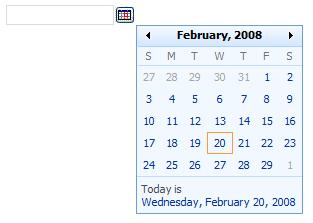 February, 2008
S M T W T F S
27 28 29 30 31 1 2
3 4 5 6 7 8 9
10 11 12 13 14 15 16
17 18 19 20 21 22 23
24 25 26 27 28 29 1
Today is
Wednesday, February 20, 2008